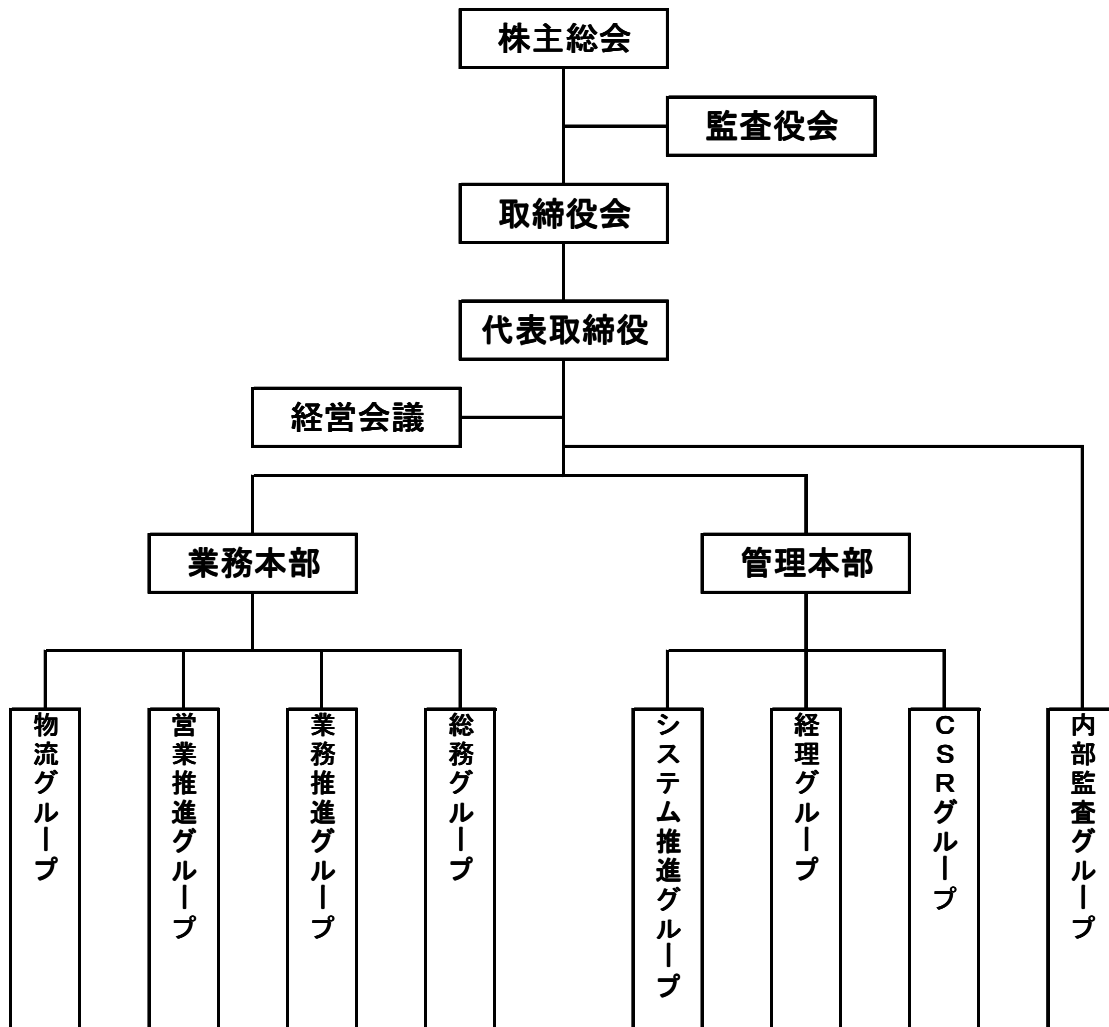 株主総会
監査役会
取締役会
代表取締役
経営会議
業務本部
管理本部
物流グループ
営業推進グループ
業務推進グループ
総務グループ
システム推進グループ
経理グループ
ＣＳＲグループ
内部監査グループ